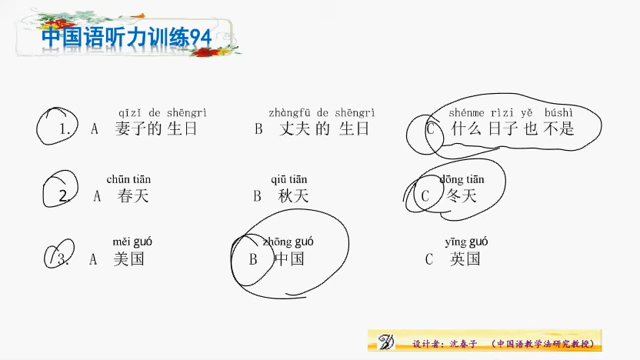 中国语听力训练94
qīzī de shēngrì zhàngfū de shēngrì shénme rìzi yě búshì
1. A 妻子的 生日 B 丈夫 的 生日 C 什么 日子 也 不是
chūn tiān qiū tiān dōng tiān
2. A 春天 B 秋天 C 冬天
měi guó zhōng guó yīng guó
3. A 美国 B 中国 C 英国
设计者：沈春子 （中国语教学法研究教授）